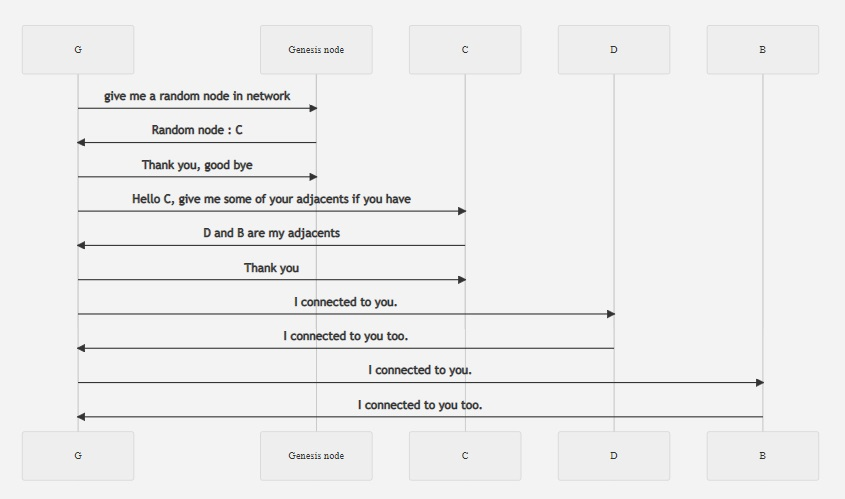 G
Genesis node
C
D
B
give me a random node in network
Random node : C
Thank you, good bye
Hello C, give me some of your adjacents if you have
D and B are my adjacents
Thank you
I connected to you.
I connected to you too.
I connected to you.
I connected to you too.
G
Genesis node
C
D
B